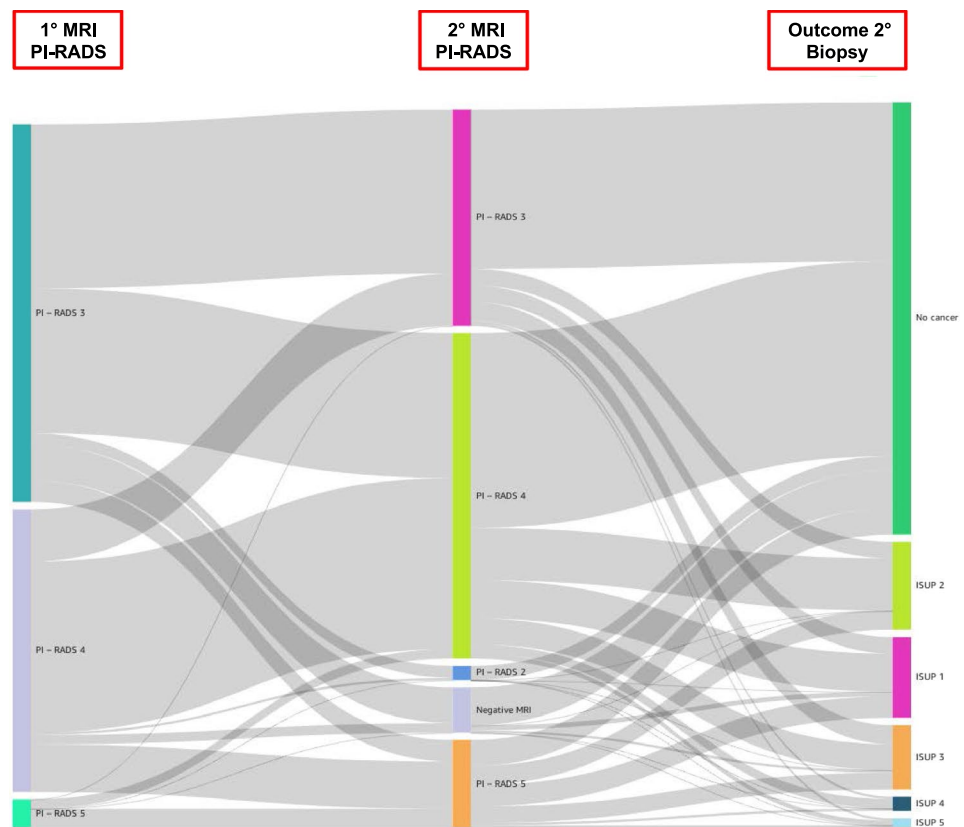 1° MRI
PI-RADS
2° MRI
PI-RADS
Outcome 2°
Biopsy
PI – RADS 3
PI – RADS 4
PI – RADS 5
PI – RADS 3
PI – RADS 4
PI – RADS 2
Negative MRI
PI – RADS 5
No cancer
ISUP 2
ISUP 1
ISUP 3
ISUP 4
ISUP 5